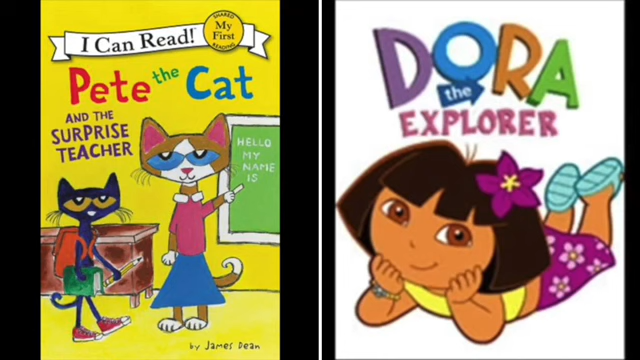 I Can Read!
SHARED
My
First
READING
Pete the Cat
AND THE
SURPRISE
TEACHER
HELLO
MY
NAME
IS
by James Dean
DORA
the
EXPLORER